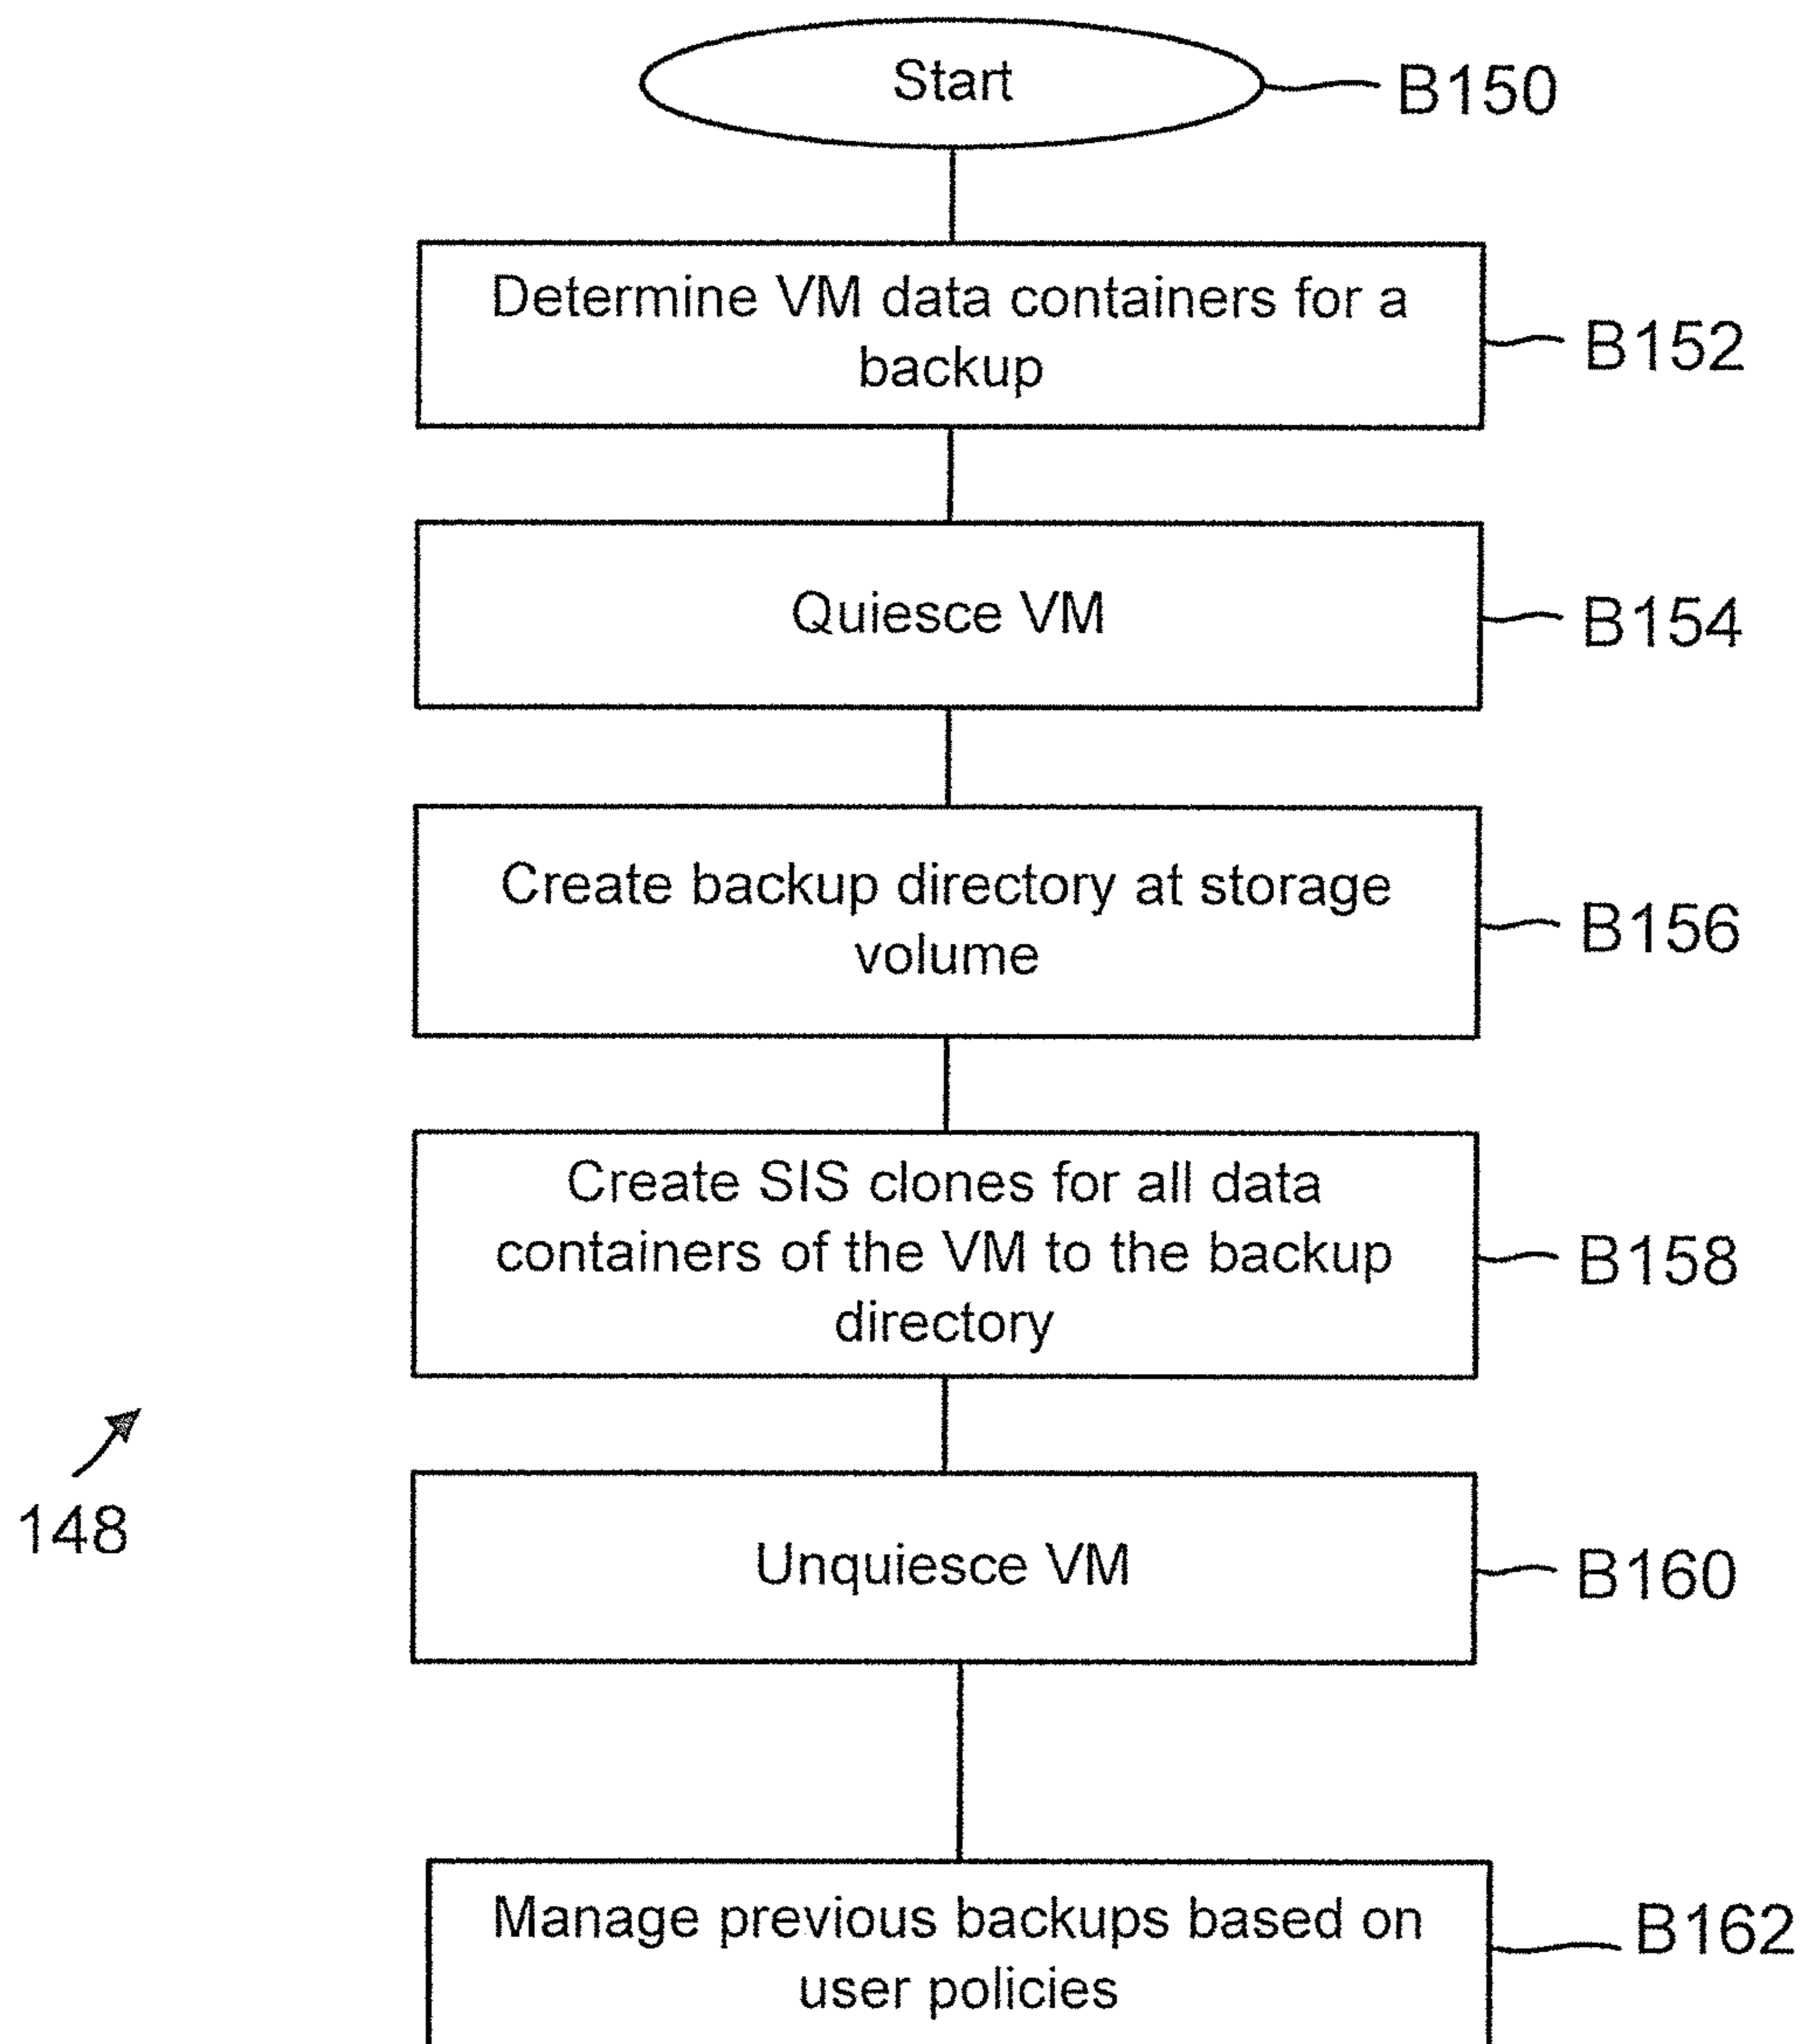 Start
B150
Determine VM data containers for a
backup
B152
Quiesce VM
B154
Create backup directory at storage
volume
B156
Create SIS clones for all data
containers of the VM to the backup
directory
B158
148
Unquiesce VM
B160
Manage previous backups based on
user policies
B162